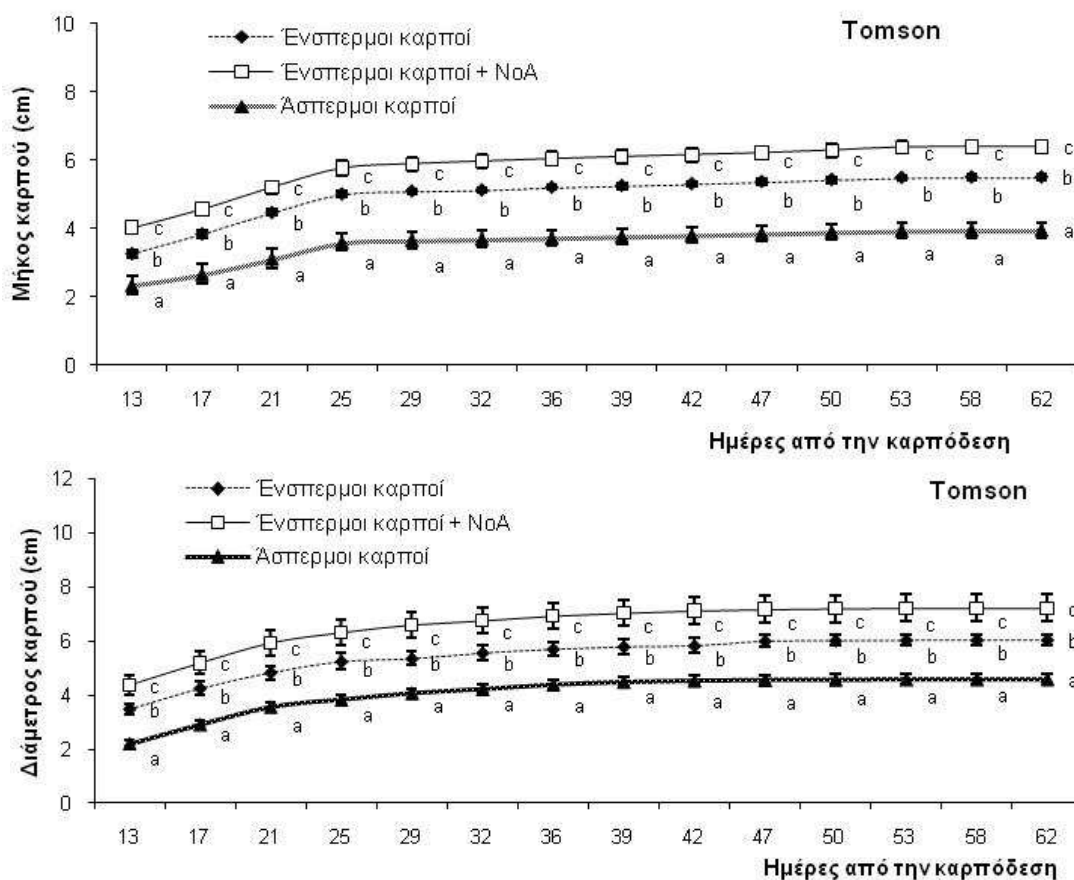 10
8
6
4
2
0
Μήκος καρπού (cm)
Ένσπερμοι καρποί
Ένσπερμοι καρποί + NoA
Άσπερμοι καρποί
Tomson
c c c c c c c c c c c c c c
b b b b b b b b b b b b b b
a a a a a a a a a a a a a a
13 17 21 25 29 32 36 39 42 47 50 53 58 62
Ημέρες από την καρπόδεση
12
10
8
6
4
2
0
Διάμετρος καρπού (cm)
Ένσπερμοι καρποί
Ένσπερμοι καρποί + NoA
Άσπερμοι καρποί
Tomson
c c c c c c c c c c c c c c
b b b b b b b b b b b b b b
a a a a a a a a a a a a a a
13 17 21 25 29 32 36 39 42 47 50 53 58 62
Ημέρες από την καρπόδεση